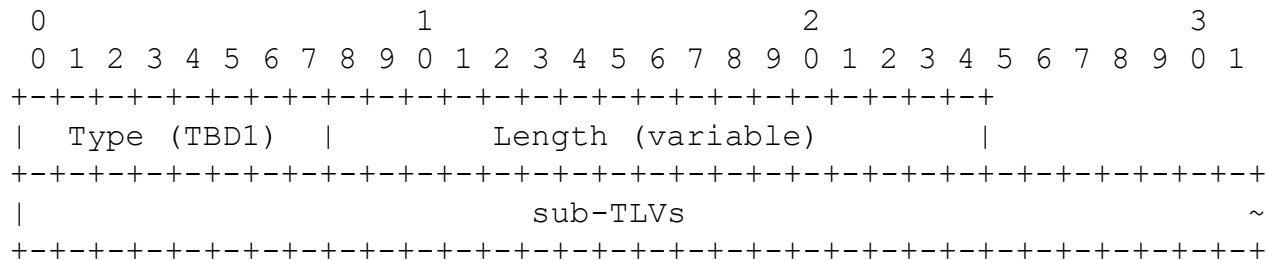 0                   1                   2                   3
 0 1 2 3 4 5 6 7 8 9 0 1 2 3 4 5 6 7 8 9 0 1 2 3 4 5 6 7 8 9 0 1
+-+-+-+-+-+-+-+-+-+-+-+-+-+-+-+-+-+-+-+-+-+-+-+-+-+
|  Type (TBD1)  |        Length (variable)        |
+-+-+-+-+-+-+-+-+-+-+-+-+-+-+-+-+-+-+-+-+-+-+-+-+-+-+-+-+-+-+-+-+
|                          sub-TLVs                             ~
+-+-+-+-+-+-+-+-+-+-+-+-+-+-+-+-+-+-+-+-+-+-+-+-+-+-+-+-+-+-+-+-+